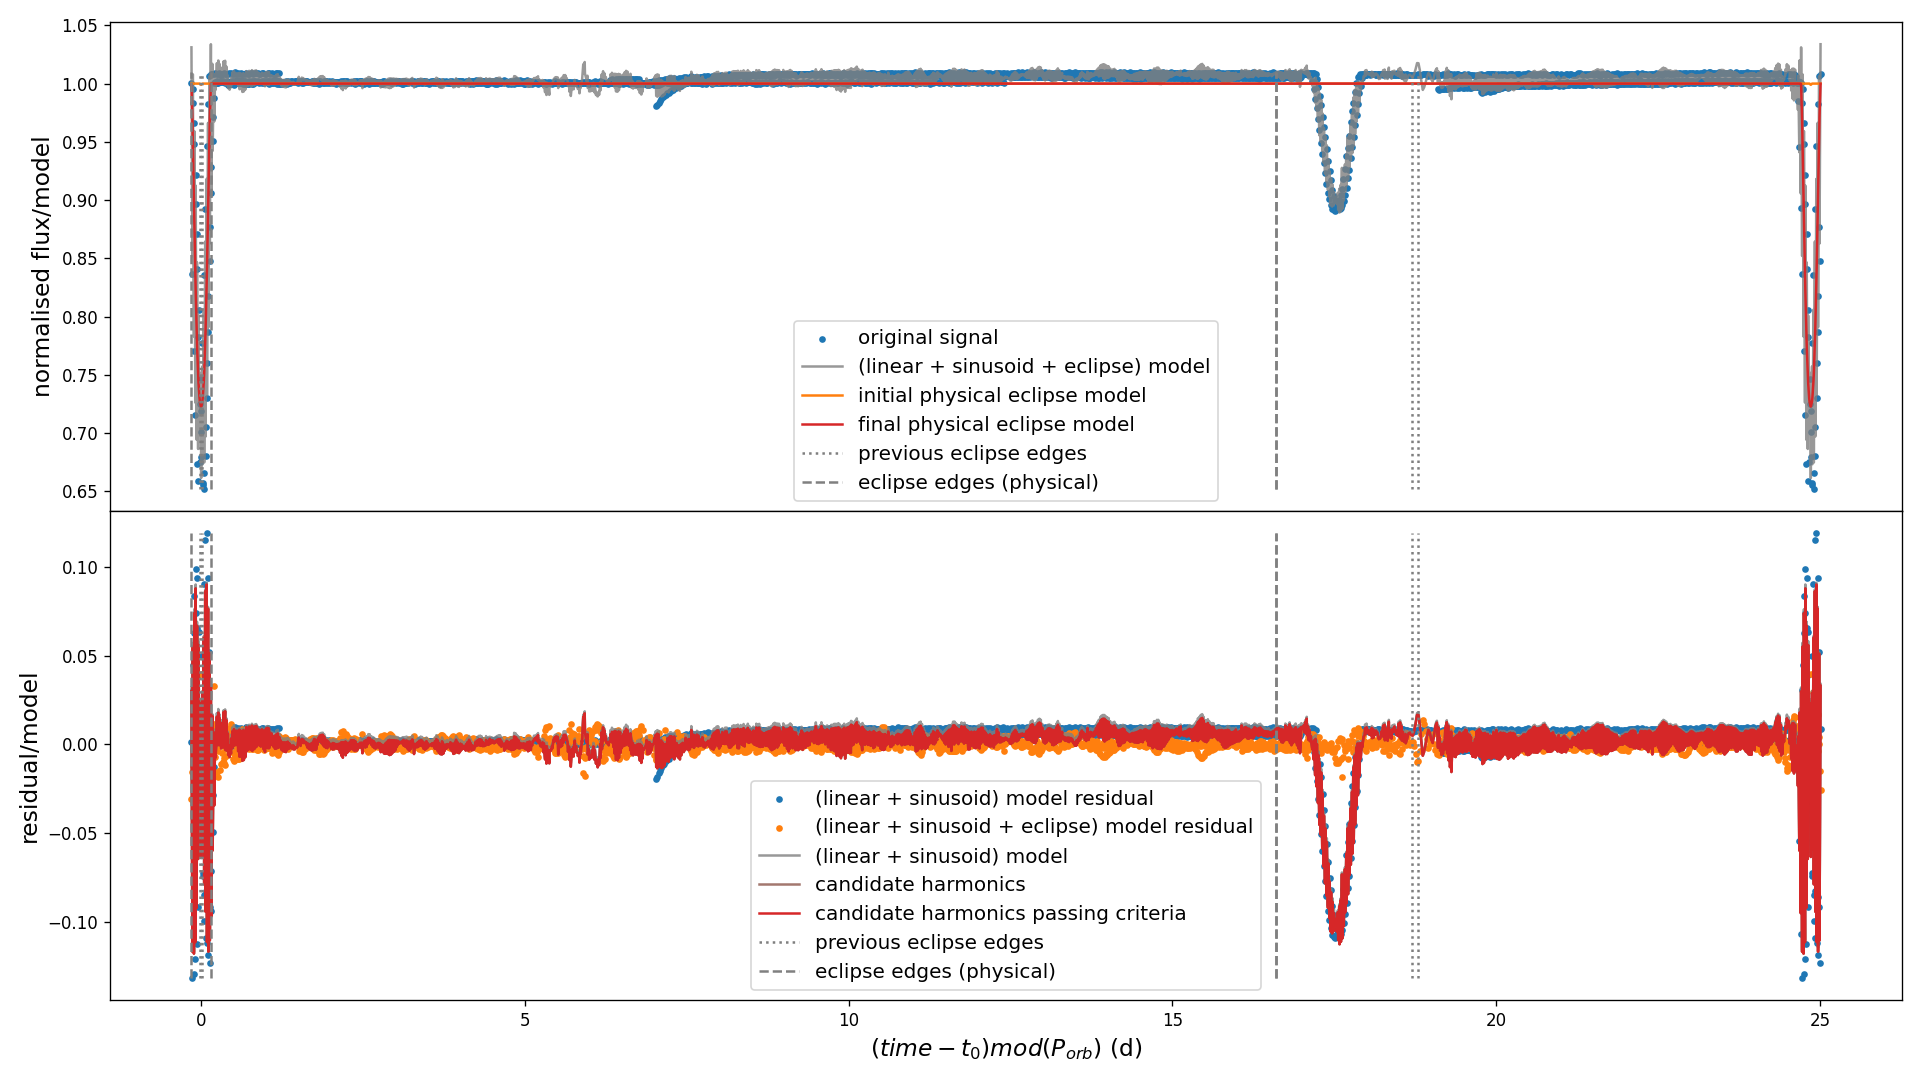 normalised flux/model
1.05
1.00
0.95
0.90
0.85
0.80
0.75
0.70
0.65
original signal
(linear + sinusoid + eclipse) model
initial physical eclipse model
final physical eclipse model
previous eclipse edges
eclipse edges (physical)
residual/model
0.10
0.05
0.00
−0.05
−0.10
(linear + sinusoid) model residual
(linear + sinusoid + eclipse) model residual
(linear + sinusoid) model
candidate harmonics
candidate harmonics passing criteria
previous eclipse edges
eclipse edges (physical)
0 5 10 15 20 25
(time − t₀)mod(Pₒᵣb) (d)